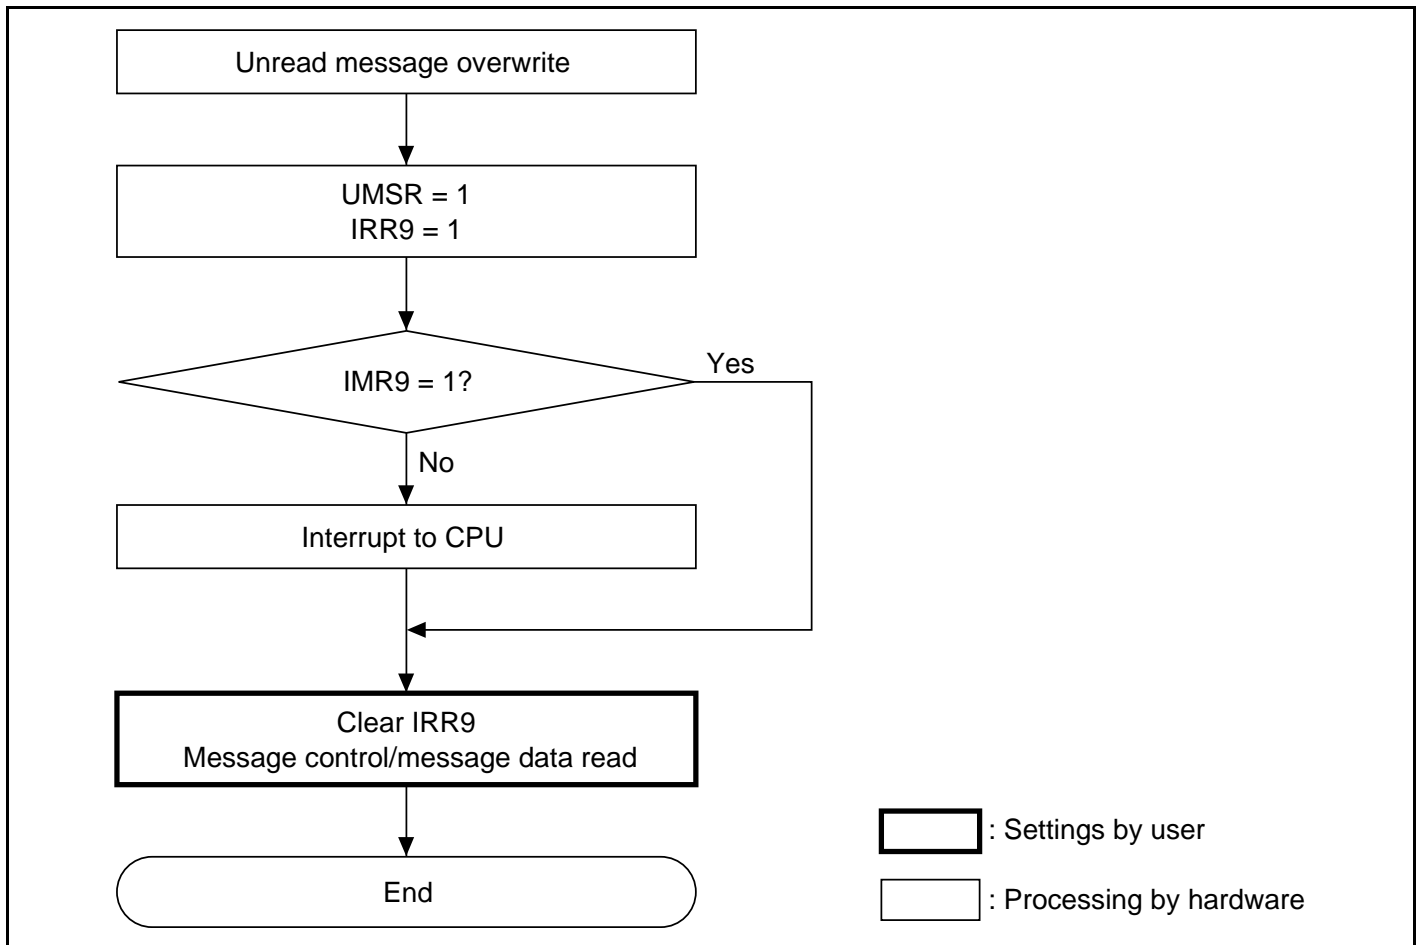 Unread message overwrite
UMSR = 1
IRR9 = 1
IMR9 = 1?
Yes
No
Interrupt to CPU
Clear IRR9
Message control/message data read
End
: Settings by user
: Processing by hardware